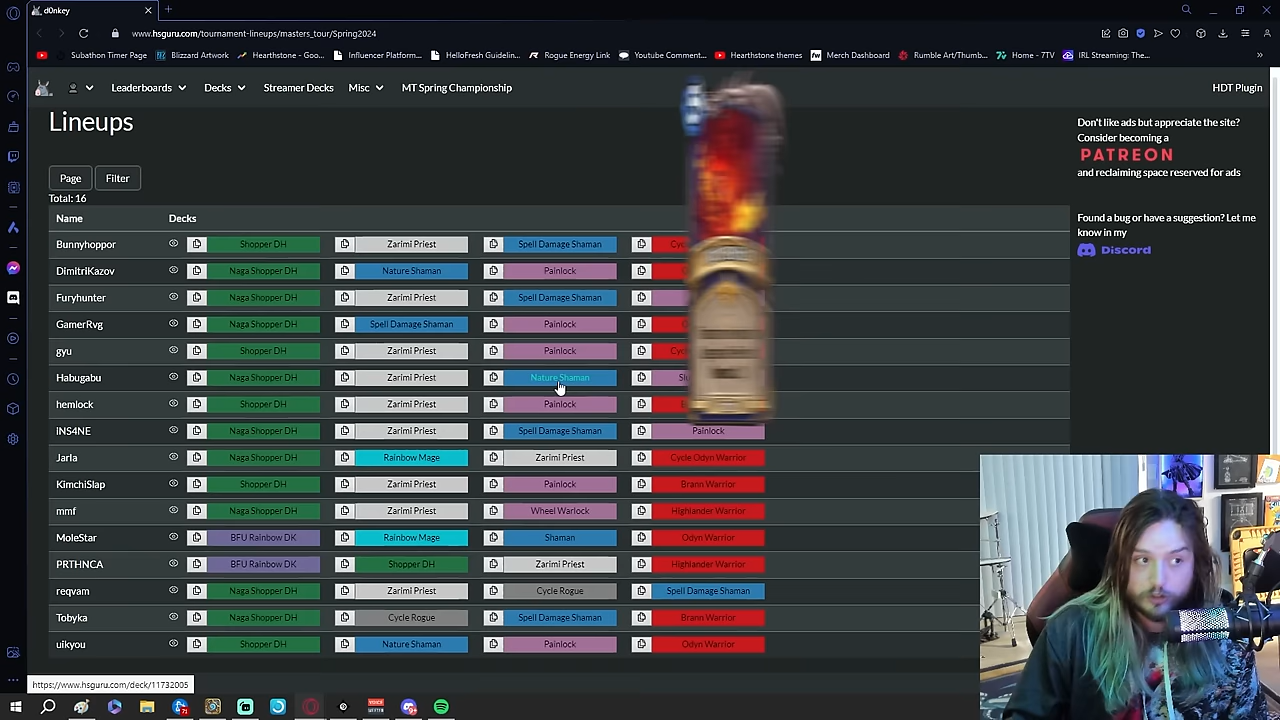 d0nkey
www.hsguru.com/tournament-lineups/masters_tour/Spring2024
Subathon Timer Page Blizzard Artwork Hearthstone - Goo... Influencer Platform... HelloFresh Guidelin... Rogue Energy Link Youtube Comment... Hearthstone themes Merch Dashboard Rumble Art/Thumb... Home - 7TV IRL Streaming: The...
Leaderboards Decks Streamer Decks Misc MT Spring Championship HDT Plugin
Lineups
Page Filter
Total: 16
Name Decks
Bunnyhoppor Shopper DH Zarimi Priest Spell Damage Shaman
DimitriKazov Naga Shopper DH Nature Shaman Painlock
Furyhunter Naga Shopper DH Zarimi Priest Spell Damage Shaman
GamerRvg Naga Shopper DH Spell Damage Shaman Painlock
gyu Shopper DH Zarimi Priest Painlock
Habugabu Naga Shopper DH Zarimi Priest Nature Shaman
hemlock Shopper DH Zarimi Priest Painlock
INS4NE Naga Shopper DH Zarimi Priest Spell Damage Shaman Painlock
Jarla Naga Shopper DH Rainbow Mage Zarimi Priest Cycle Odyn Warrior
KimchiSlap Shopper DH Zarimi Priest Painlock Brann Warrior
mmf Naga Shopper DH Zarimi Priest Wheel Warlock Highlander Warrior
PoleStar BFU Rainbow DK Rainbow Mage Shaman Odyn Warrior
PRTHNCA BFU Rainbow DK Shopper DH Zarimi Priest Highlander Warrior
reqvam Naga Shopper DH Zarimi Priest Cycle Rogue Spell Damage Shaman
Tobyka Naga Shopper DH Cycle Rogue Spell Damage Shaman Brann Warrior
uikyou Shopper DH Nature Shaman Painlock Odyn Warrior
Don't like ads but appreciate the site?
Consider becoming a
PATREON
and reclaiming space reserved for ads
Found a bug or have a suggestion? Let me
know in my
Discord
https://www.hsguru.com/deck/11732005